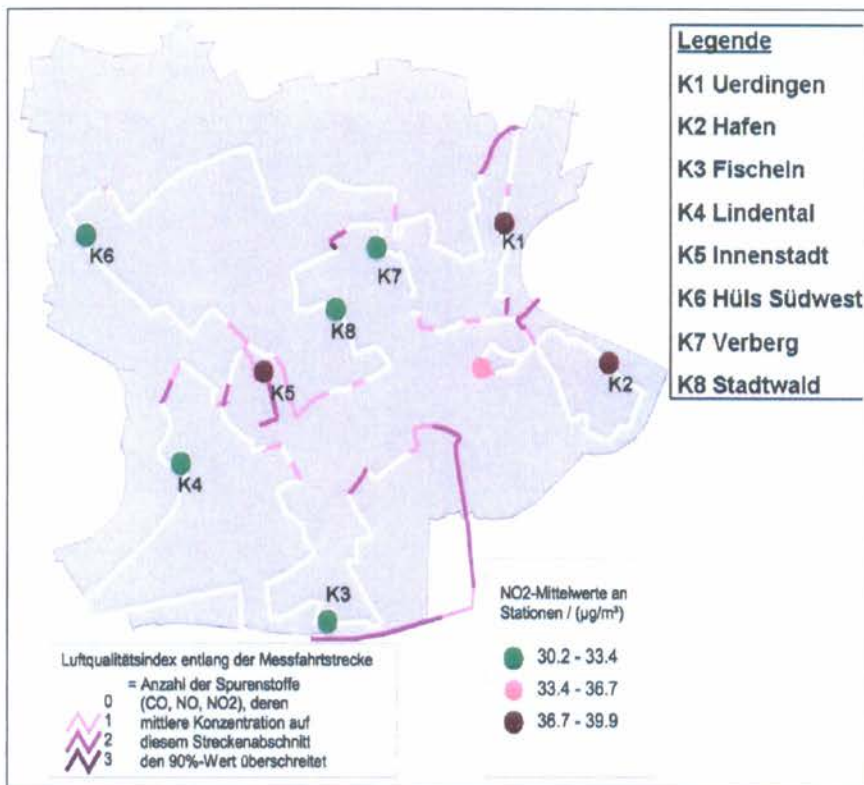 Legende
K1 Uerdingen
K2 Hafen
K3 Fischeln
K4 Lindental
K5 Innenstadt
K6 Hüls Südwest
K7 Verberg
K8 Stadtwald
K6
K7
K1
K8
K5
K2
K4
K3
NO2-Mittelwerte an
Stationen / (µg/m³)
30.2 - 33.4
33.4 - 36.7
36.7 - 39.9
Luftqualitätsindex entlang der Messfahrtstrecke
= Anzahl der Spurenstoffe
0 (CO, NO, NO2), deren
1 mittlere Konzentration auf
2 diesem Streckenabschnitt
3 den 90%-Wert überschreitet